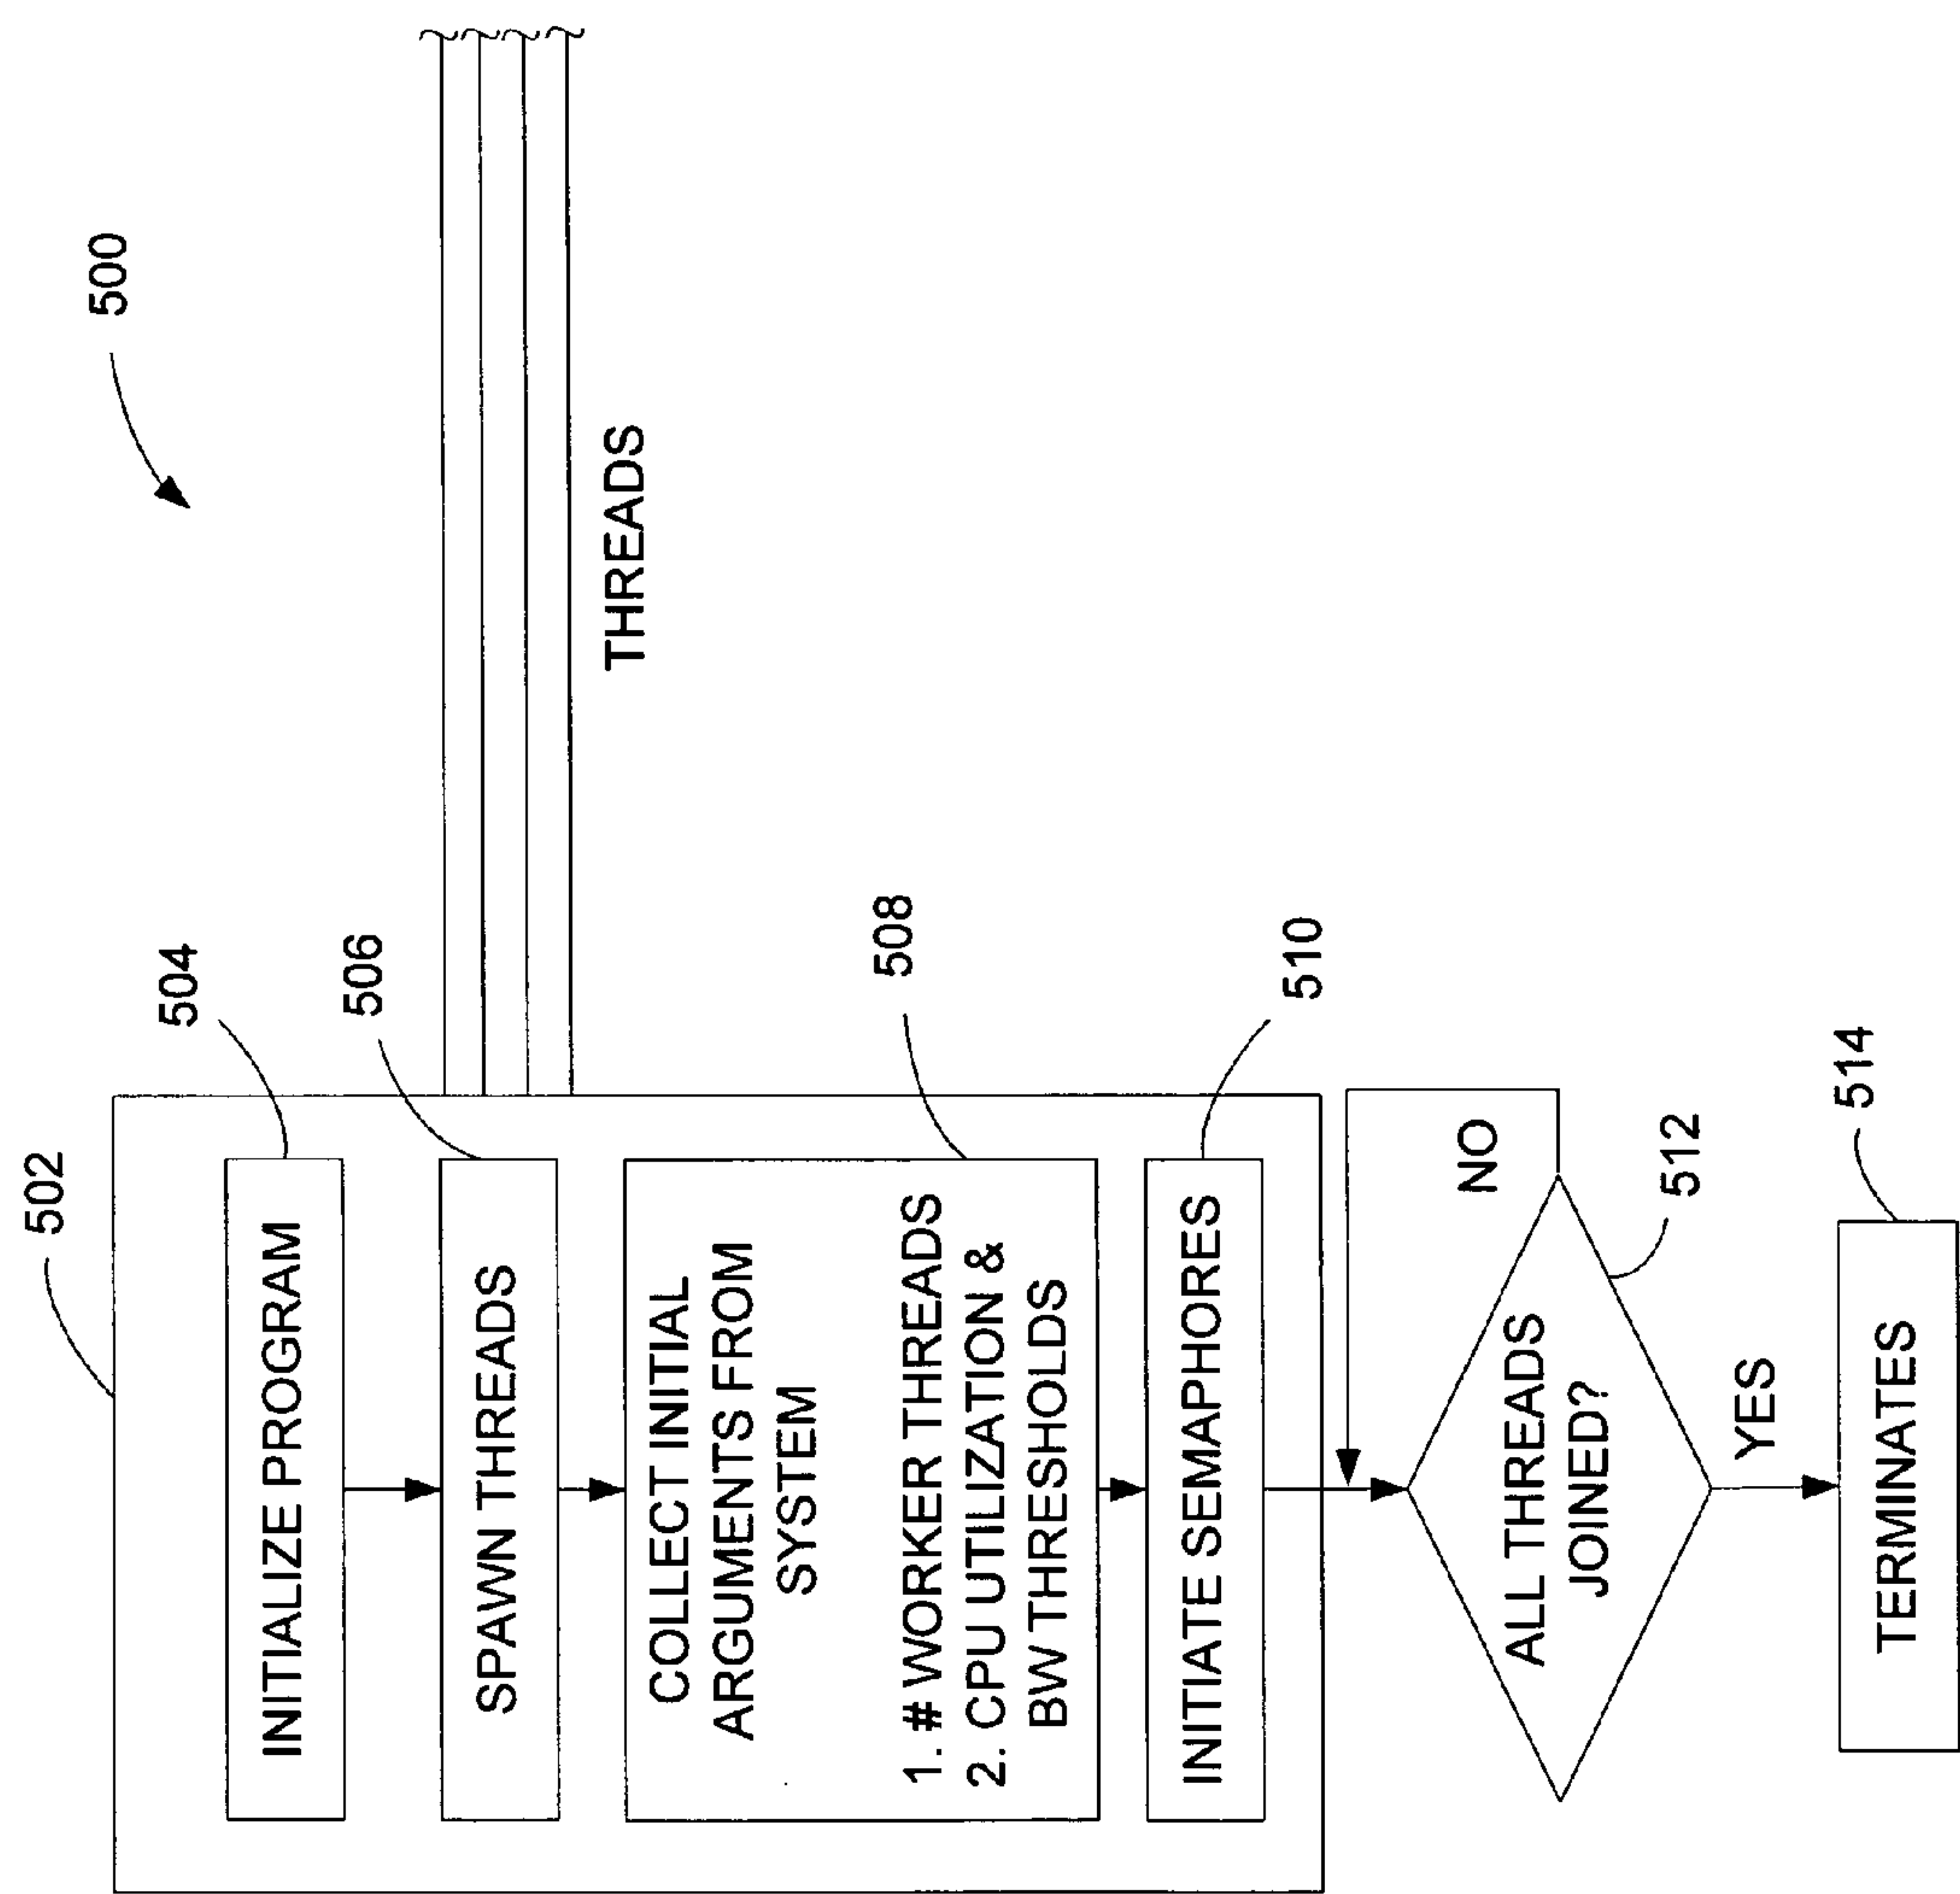 500
502
504
INITIALIZE PROGRAM
506
SPAWN THREADS
THREADS
508
COLLECT INITIAL
ARGUMENTS FROM
SYSTEM
1. # WORKER THREADS
2. CPU UTILIZATION &
BW THRESHOLDS
510
INITIATE SEMAPHORES
NO
512
ALL THREADS
JOINED?
YES
514
TERMINATES